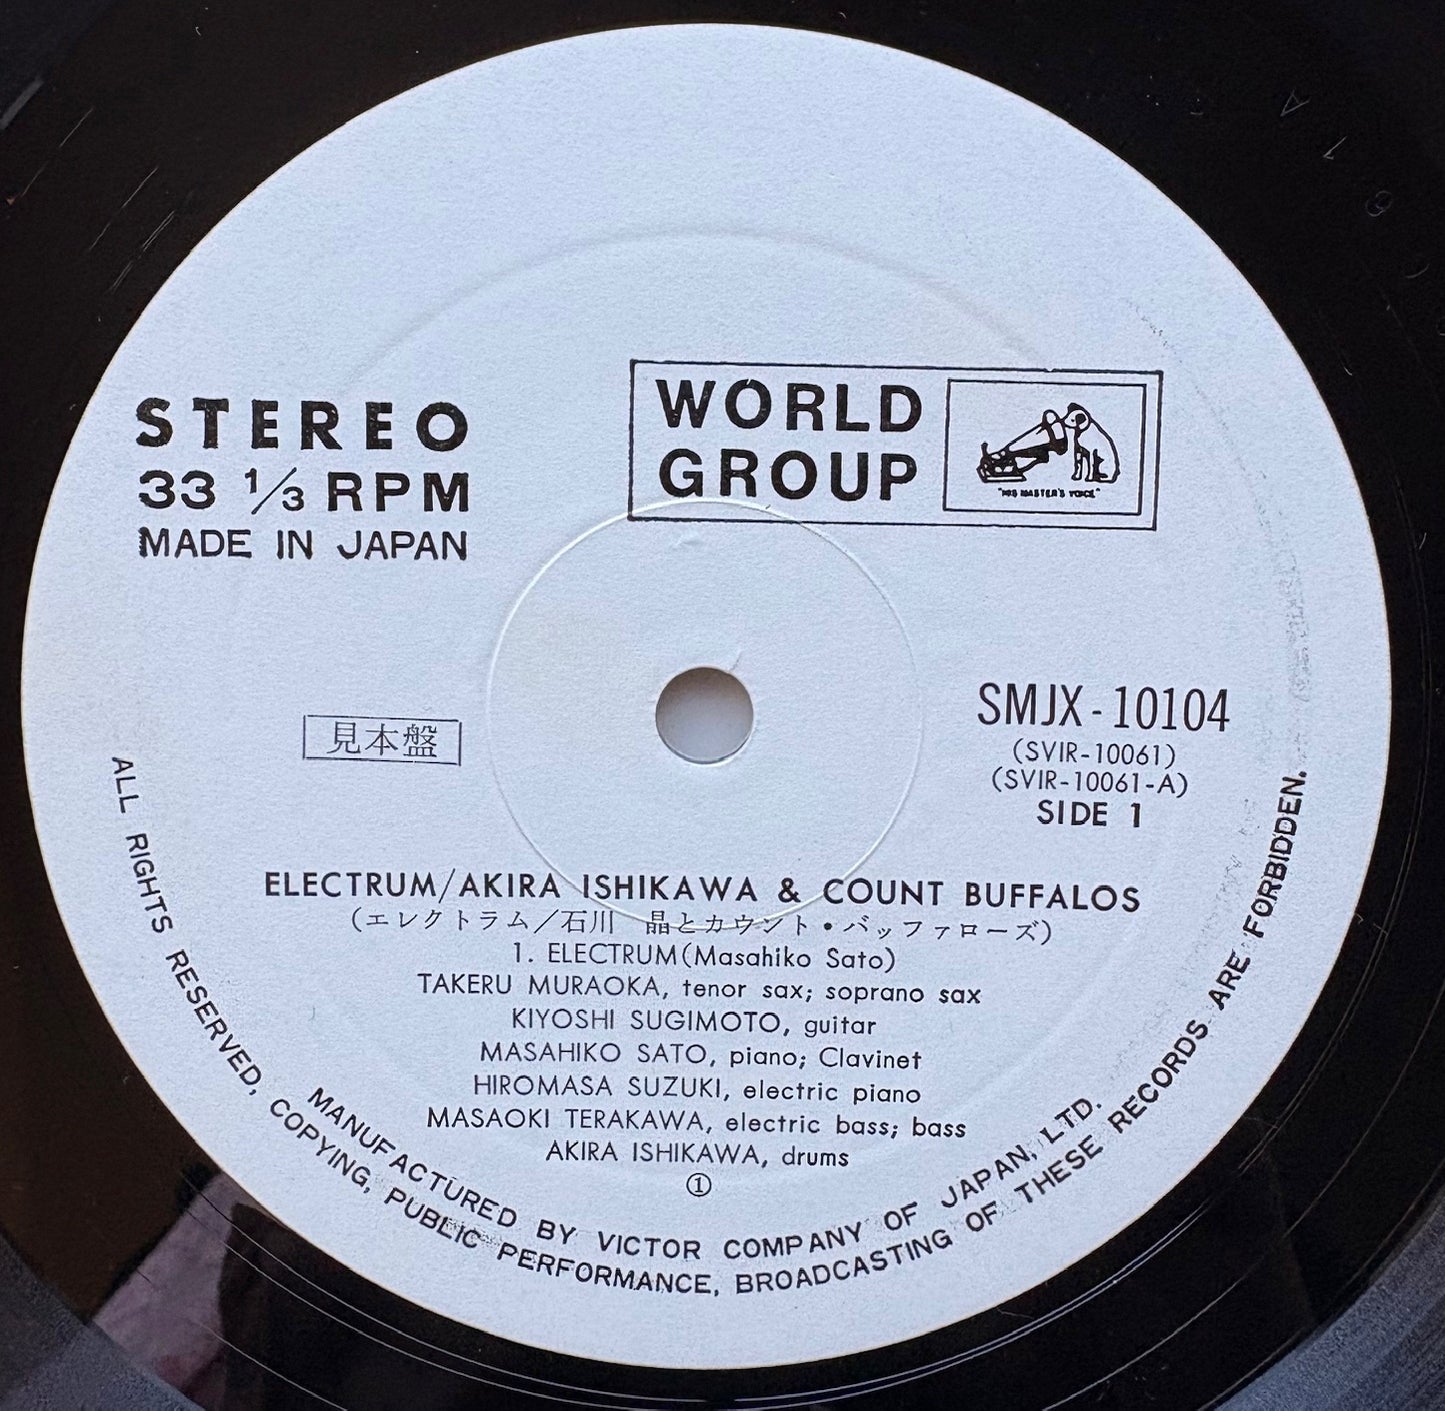 STEREO
33 1/3 RPM
MADE IN JAPAN
WORLD
GROUP
"HIS MASTER'S VOICE"
見本盤
SMJX-10104
(SVIR-10061)
(SVIR-10061-A)
SIDE 1
ELECTRUM/AKIRA ISHIKAWA & COUNT BUFFALOS
(エレクトラム/石川 晶とカウント・バッファローズ)
1. ELECTRUM(Masahiko Sato)
TAKERU MURAOKA, tenor sax; soprano sax
KIYOSHI SUGIMOTO, guitar
MASAHIKO SATO, piano; Clavinet
HIROMASA SUZUKI, electric piano
MASAOKI TERAKAWA, electric bass; bass
AKIRA ISHIKAWA, drums
①
MANUFACTURED BY VICTOR COMPANY OF JAPAN, LTD.
ALL RIGHTS RESERVED, COPYING, PUBLIC PERFORMANCE, BROADCASTING OF THESE RECORDS ARE FORBIDDEN.